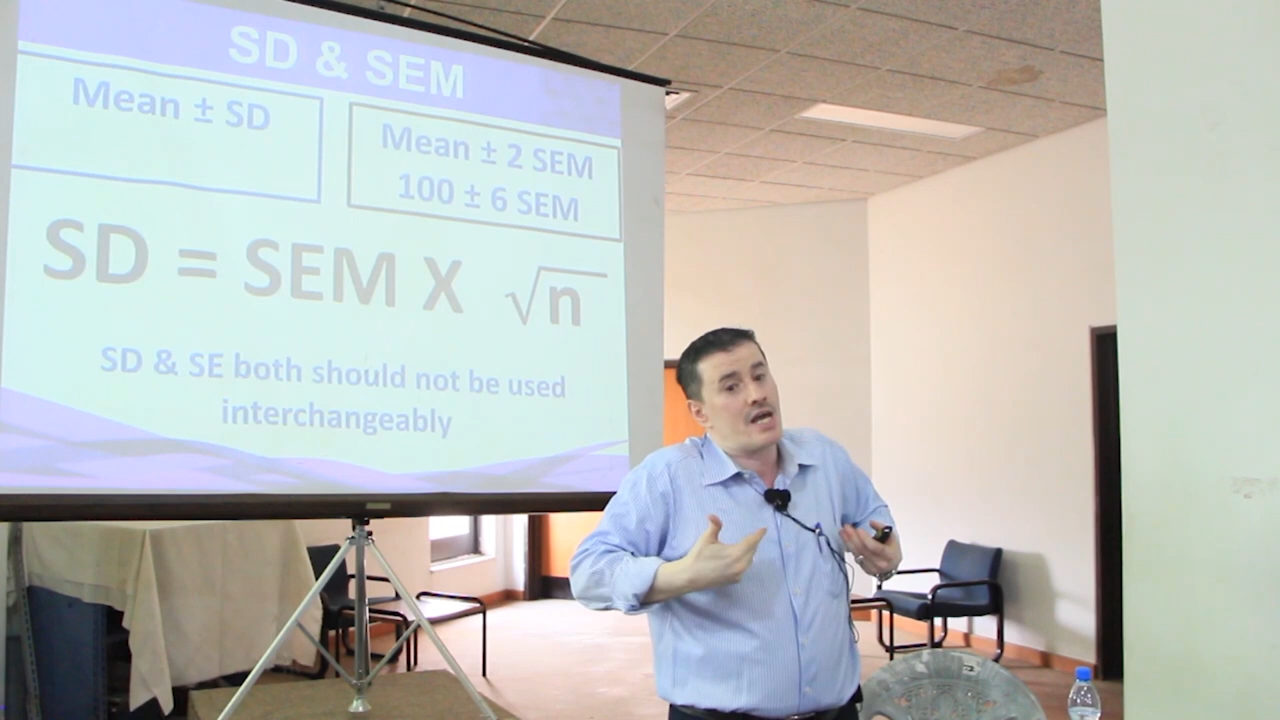 SD & SEM
Mean ± SD
Mean ± 2 SEM
100 ± 6 SEM
SD = SEM X √n
SD & SE both should not be used
interchangeably